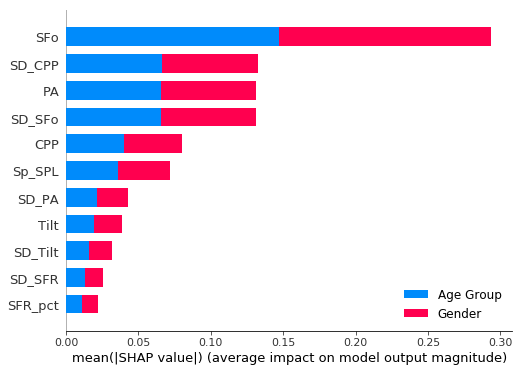 SFo
SD_CPP
PA
SD_SFo
CPP
Sp_SPL
SD_PA
Tilt
SD_Tilt
SD_SFR
SFR_pct
Age Group
Gender
0.00 0.05 0.10 0.15 0.20 0.25 0.30
mean(|SHAP value|) (average impact on model output magnitude)